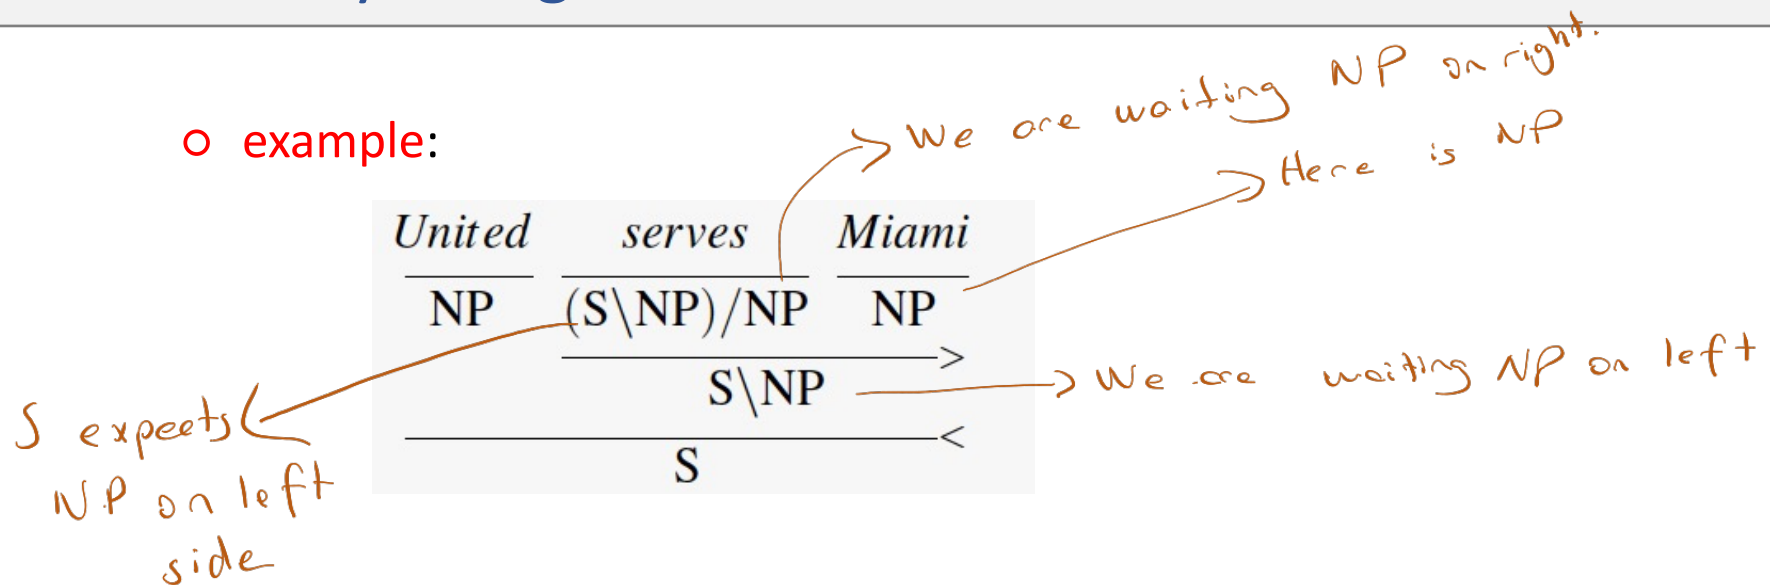 We are waiting NP on right.
○ example:
Here is NP
United serves Miami
NP (S\NP)/NP NP
>
S\NP
We are waiting NP on left
<
S expects
NP on left
side
S